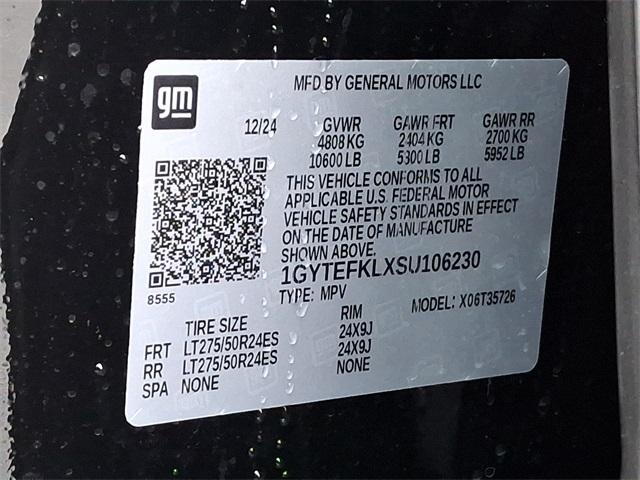 gm
MFD BY GENERAL MOTORS LLC
12/24 GVWR GAWR FRT GAWR RR
4808 KG 2404 KG 2700 KG
10600 LB 5300 LB 5952 LB
THIS VEHICLE CONFORMS TO ALL
APPLICABLE U.S. FEDERAL MOTOR
VEHICLE SAFETY STANDARDS IN EFFECT
ON THE DATE OF MANUFACTURE
SHOWN ABOVE.
1GYTEFKLXSU106230
8555
TYPE: MPV MODEL: X06T35726
TIRE SIZE RIM
FRT LT275/50R24ES 24X9J
RR LT275/50R24ES 24X9J
SPA NONE NONE